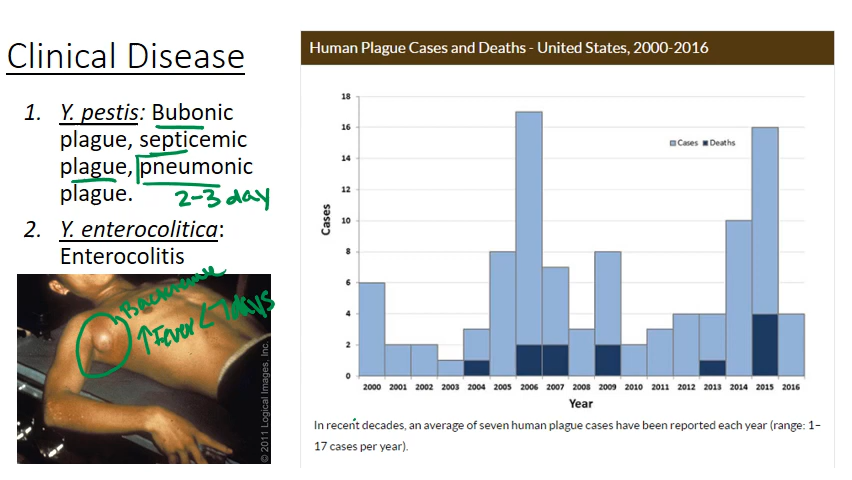 Clinical Disease
1. Y. pestis: Bubonic
plague, septicemic
plague, pneumonic
plague.
2-3 day
2. Y. enterocolitica:
Enterocolitis
↑Fever <7days
© 2011 Logical Images, Inc.
Human Plague Cases and Deaths - United States, 2000-2016
Cases
18
16
14
12
10
8
6
4
2
0
Cases Deaths
2000 2001 2002 2003 2004 2005 2006 2007 2008 2009 2010 2011 2012 2013 2014 2015 2016
Year
In recent decades, an average of seven human plague cases have been reported each year (range: 1–
17 cases per year).